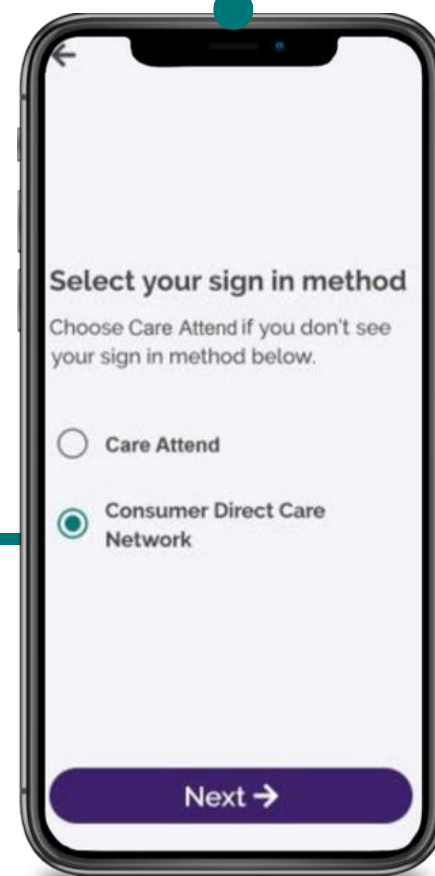 Select your sign in method
Choose Care Attend if you don't see
your sign in method below.
Care Attend
Consumer Direct Care
Network
Next →